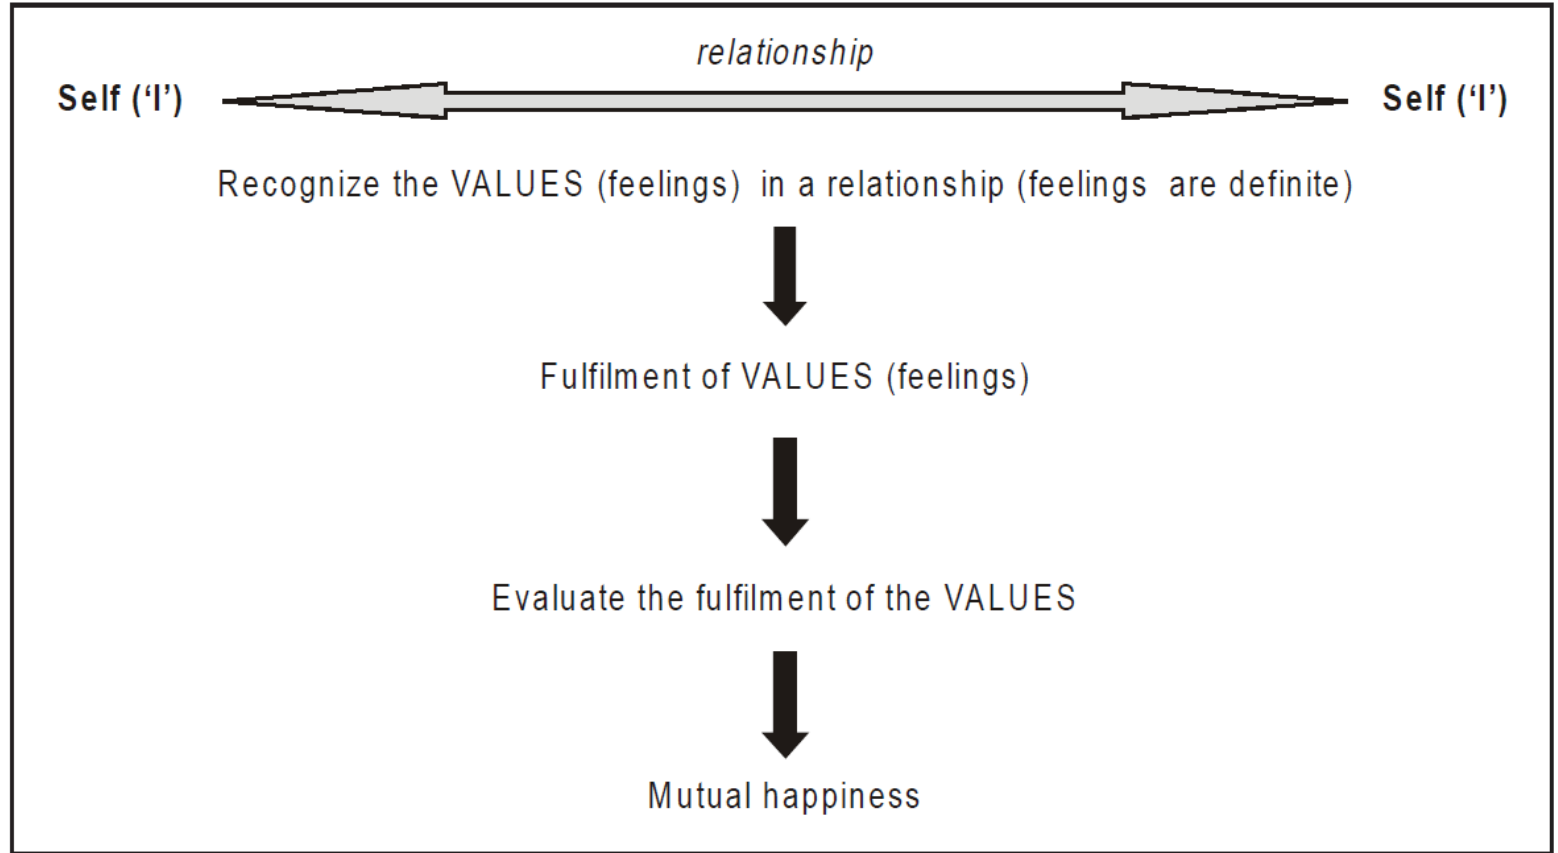 relationship
Self (‘I’) Self (‘I’)
Recognize the VALUES (feelings) in a relationship (feelings are definite)
Fulfilment of VALUES (feelings)
Evaluate the fulfilment of the VALUES
Mutual happiness